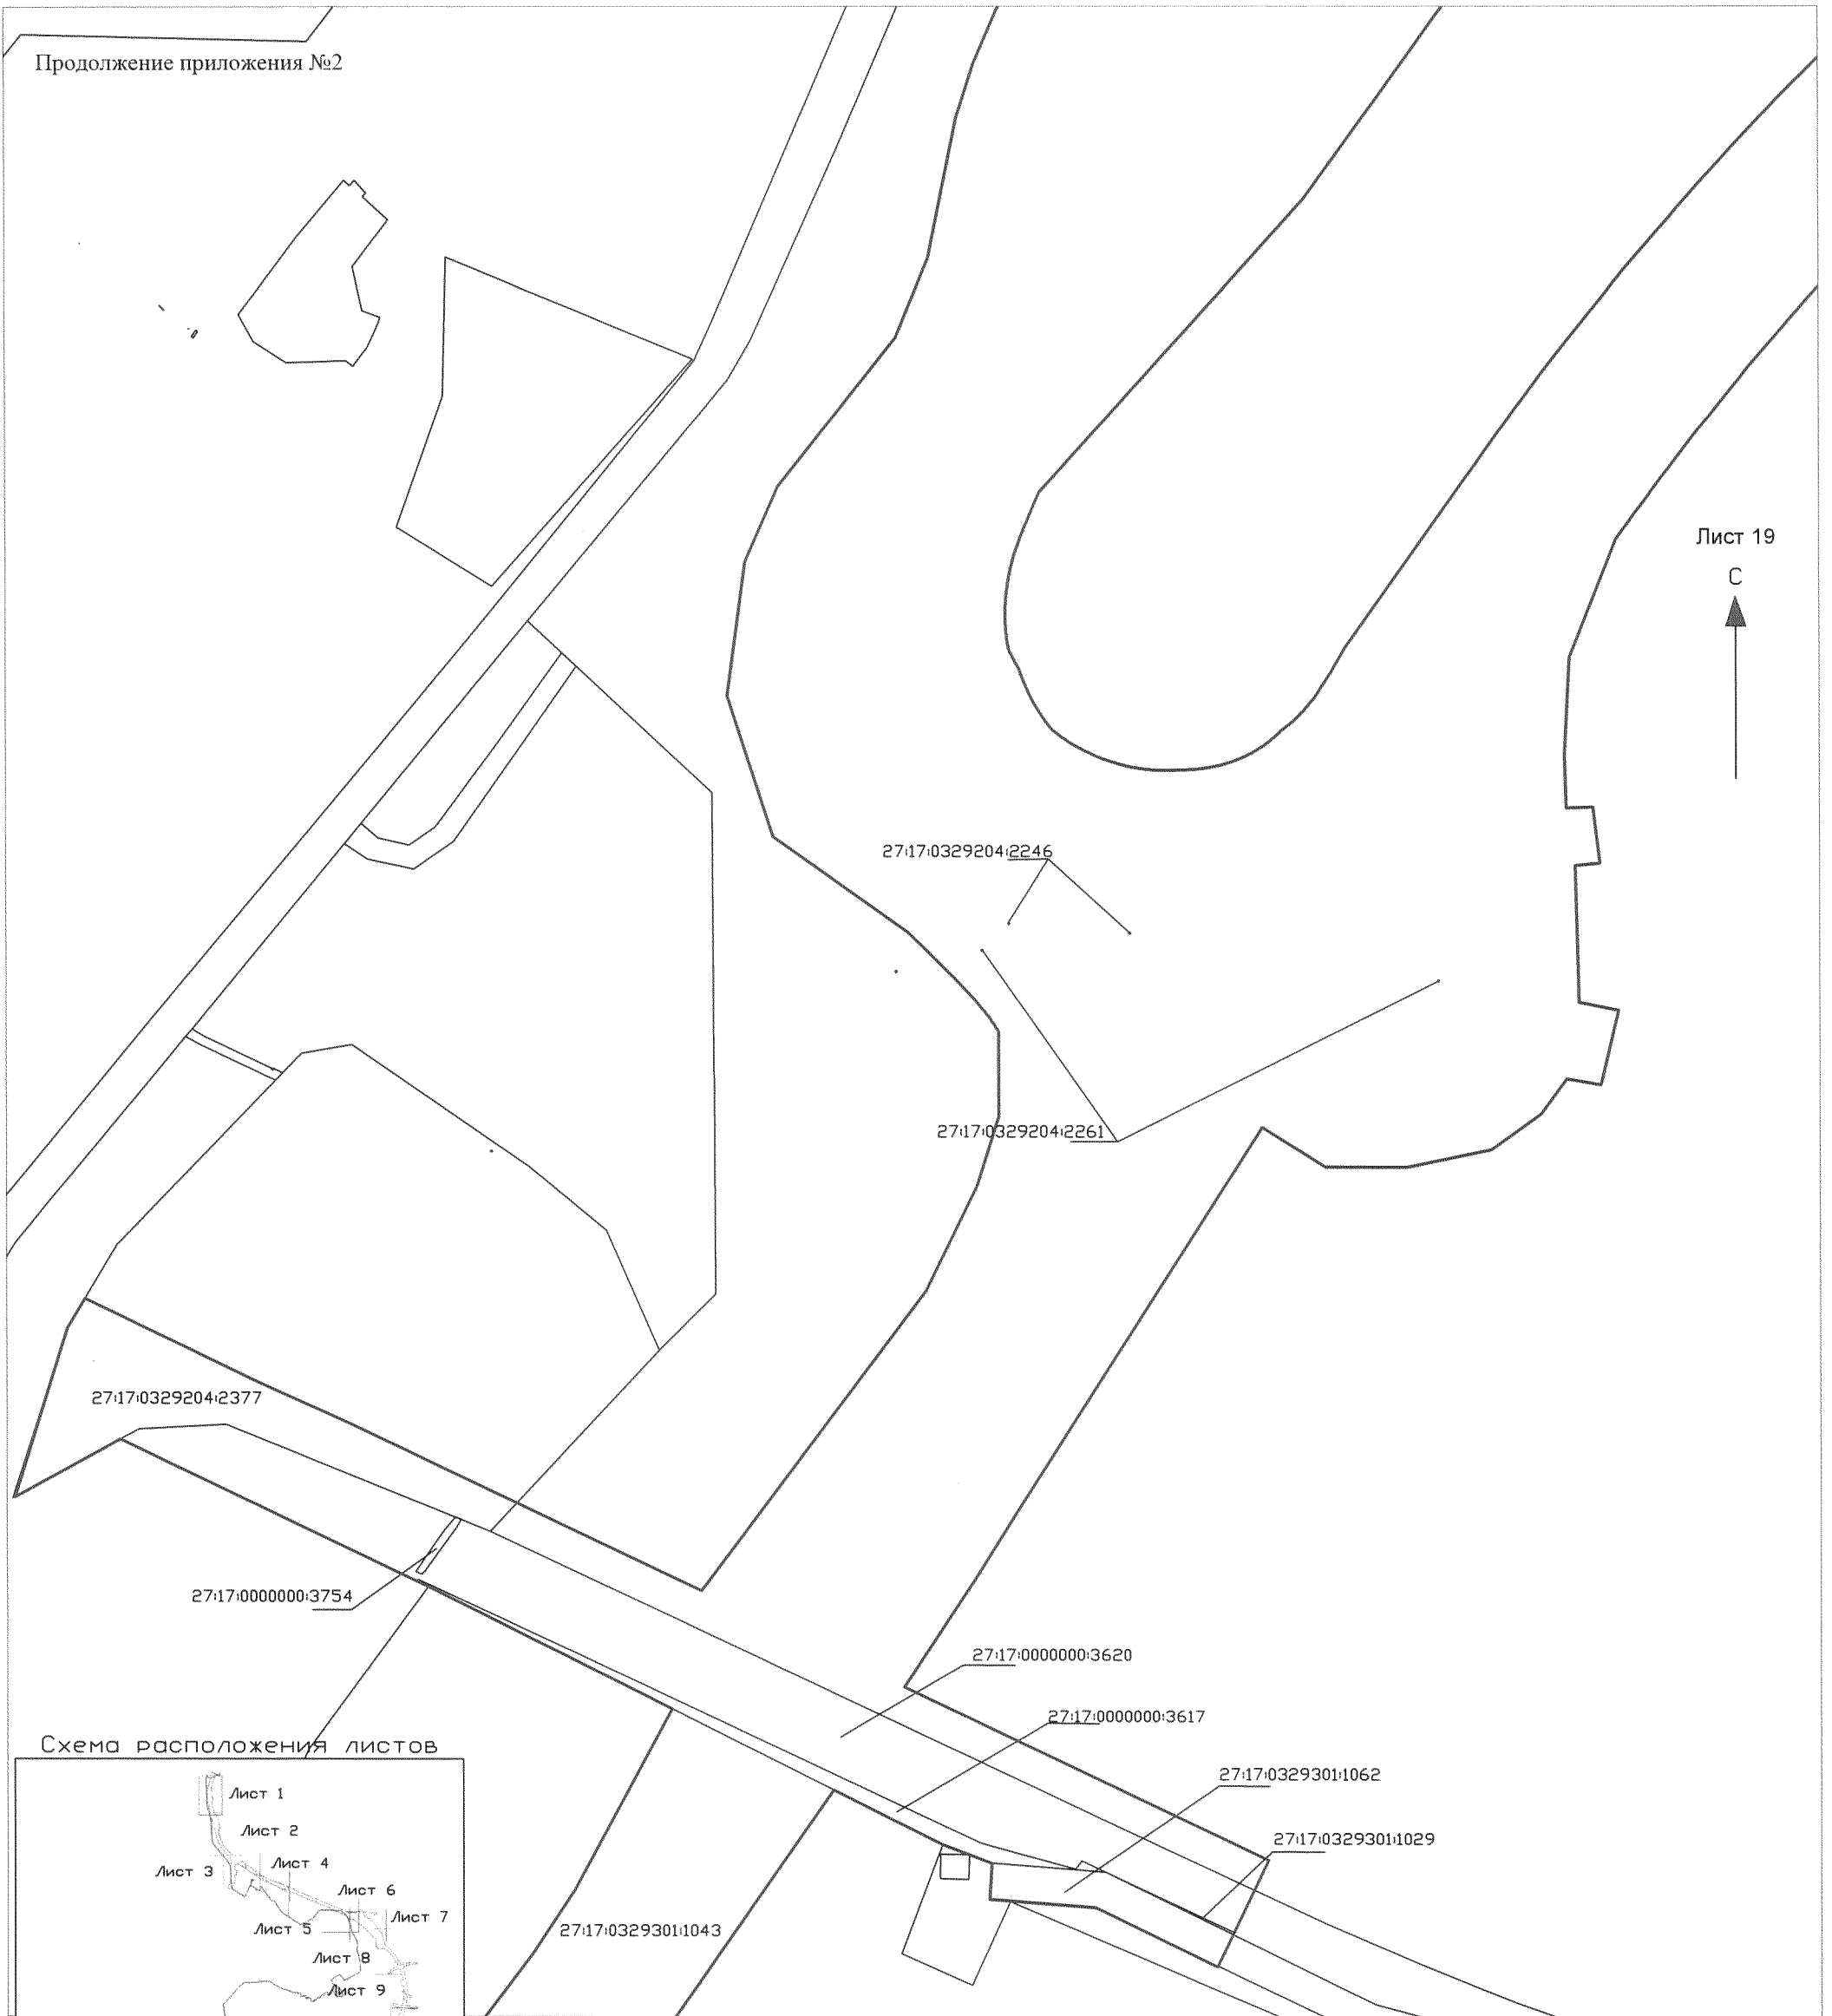 Продолжение приложения №2
Лист 19
С
27:17:0329204:2246
27:17:0329204:2261
27:17:0329204:2377
27:17:0000000:3754
27:17:0000000:3620
27:17:0000000:3617
27:17:0329301:1062
27:17:0329301:1029
27:17:0329301:1043
Схема расположения листов
Лист 1
Лист 2
Лист 3
Лист 4
Лист 6
Лист 5
Лист 7
Лист 8
Лист 9